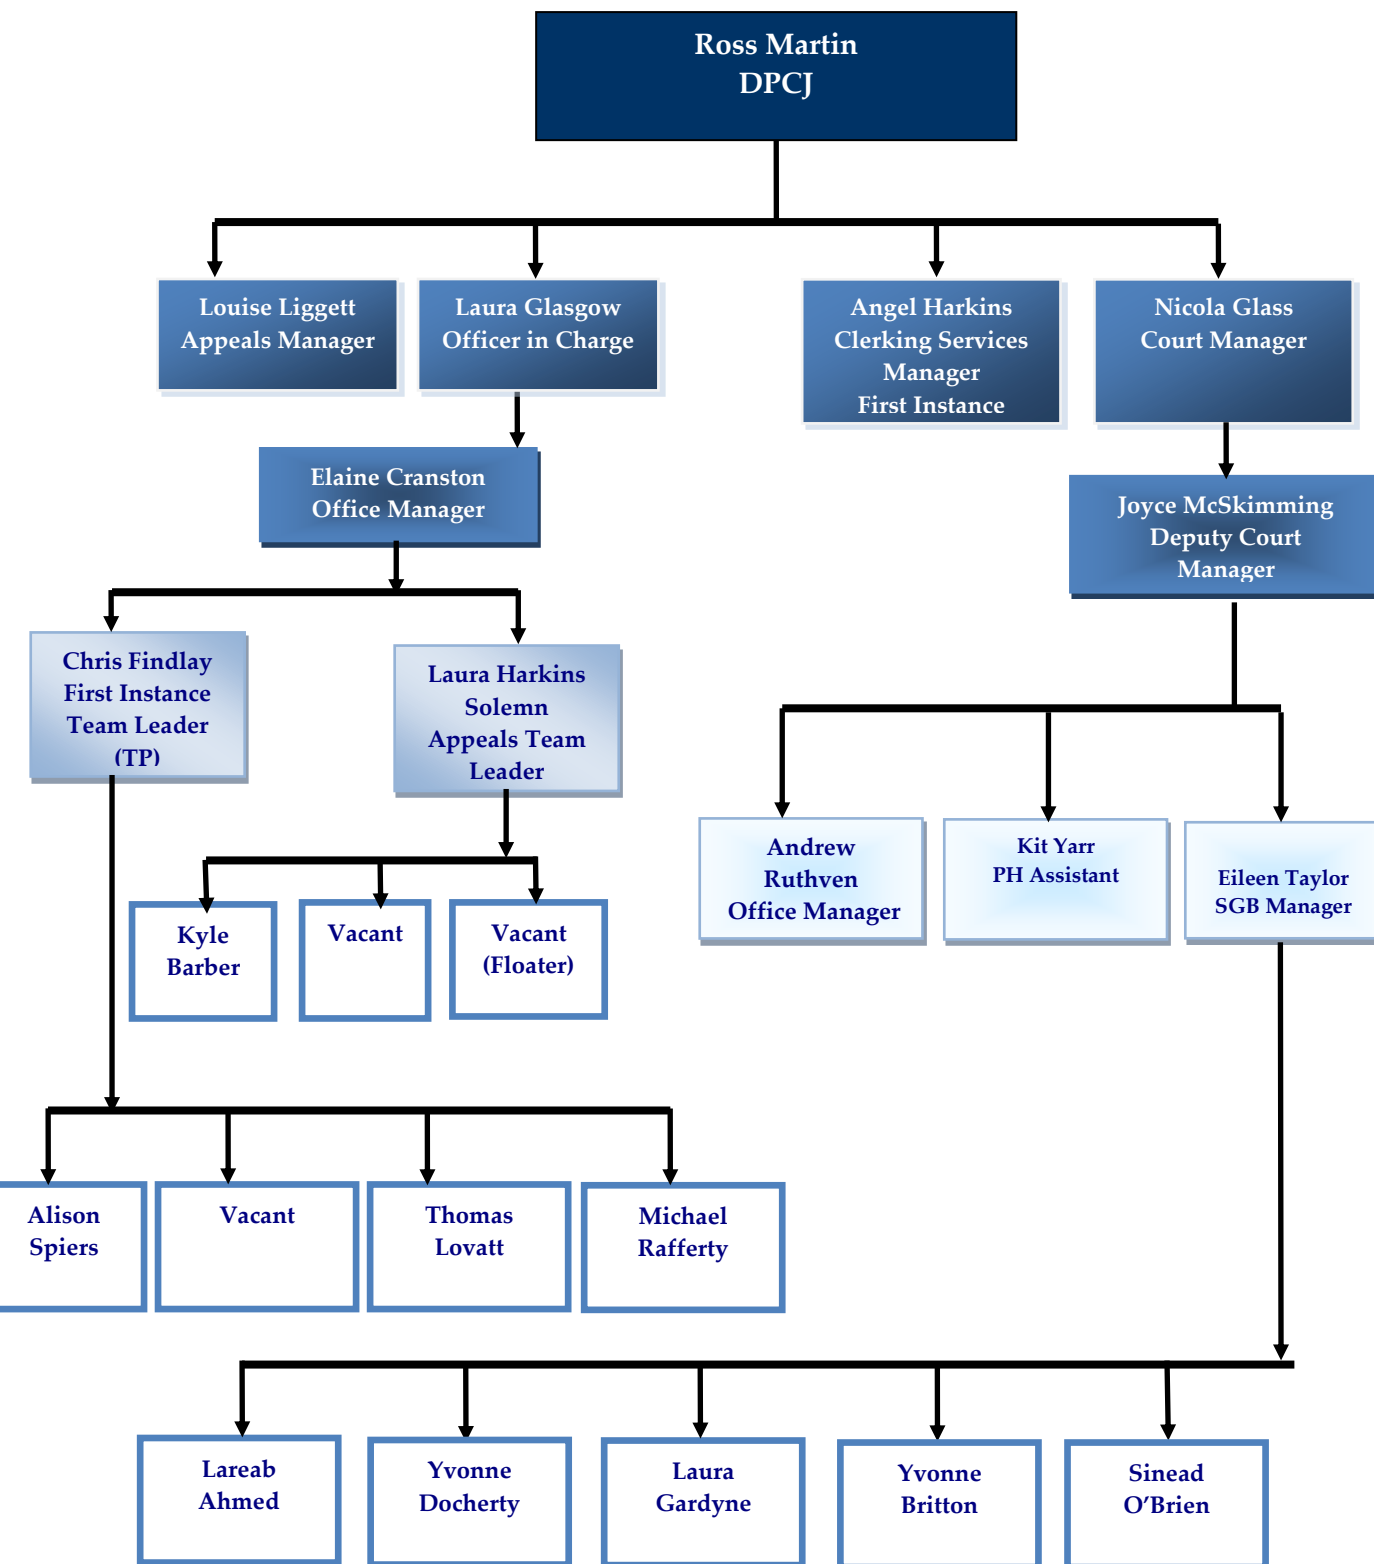 Ross Martin
DPCJ
Louise Liggett
Appeals Manager
Laura Glasgow
Officer in Charge
Angel Harkins
Clerking Services
Manager
First Instance
Nicola Glass
Court Manager
Elaine Cranston
Office Manager
Joyce McSkimming
Deputy Court
Manager
Chris Findlay
First Instance
Team Leader
(TP)
Laura Harkins
Solemn
Appeals Team
Leader
Andrew
Ruthven
Office Manager
Kit Yarr
PH Assistant
Eileen Taylor
SGB Manager
Kyle
Barber
Vacant
Vacant
(Floater)
Alison
Spiers
Vacant
Thomas
Lovatt
Michael
Rafferty
Lareab
Ahmed
Yvonne
Docherty
Laura
Gardyne
Yvonne
Britton
Sinead
O’Brien